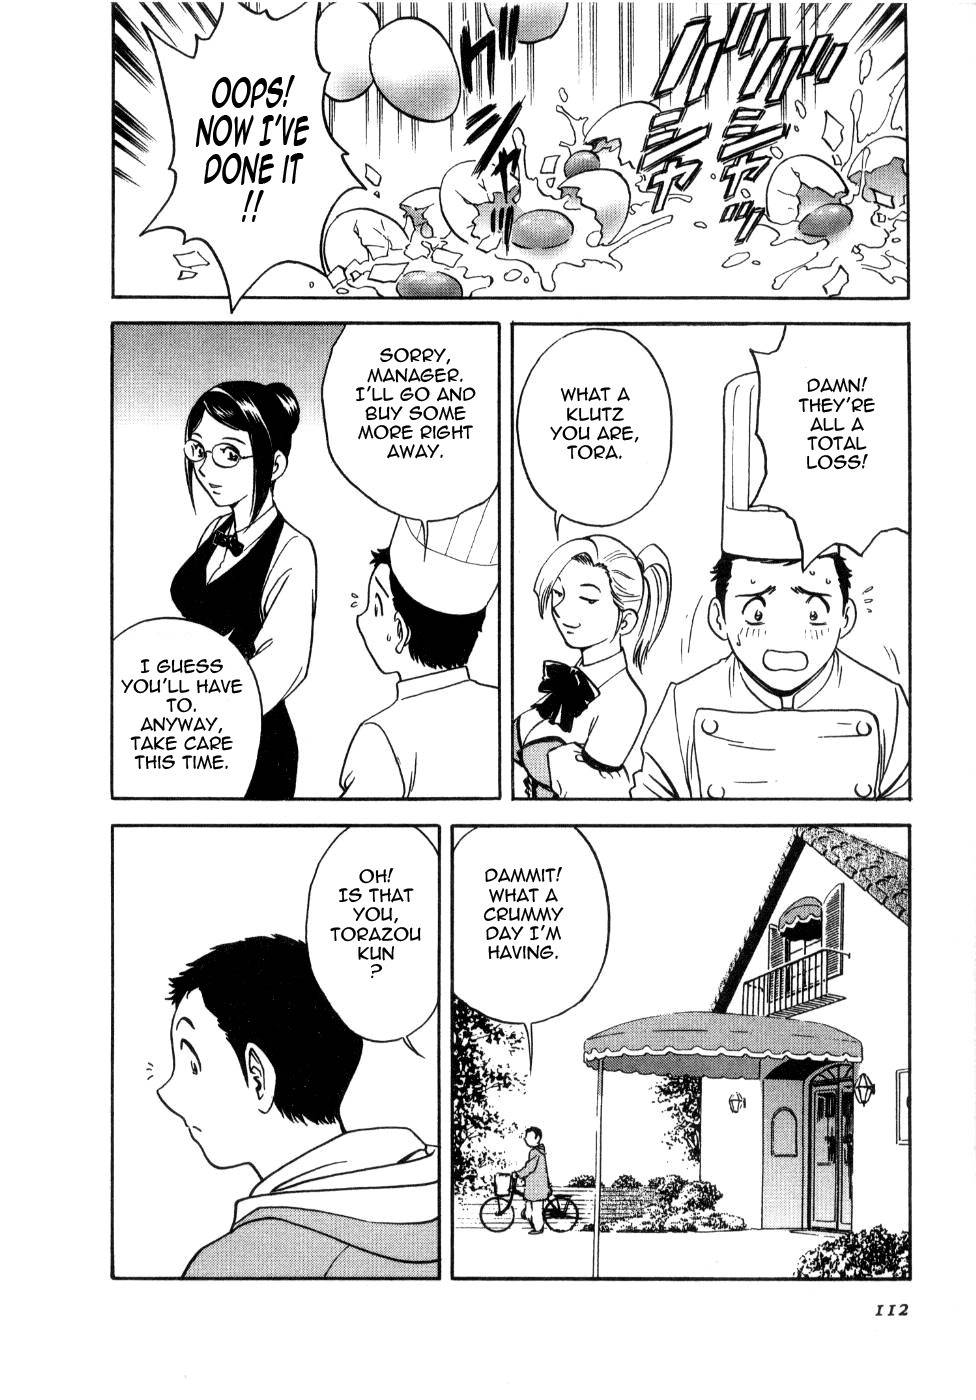 OOPS!
NOW I'VE
DONE IT
!!
DAMN!
THEY'RE
ALL A
TOTAL
LOSS!
WHAT A
KLUTZ
YOU ARE,
TORA.
SORRY,
MANAGER.
I'LL GO AND
BUY SOME
MORE RIGHT
AWAY.
I GUESS
YOU'LL HAVE
TO.
ANYWAY,
TAKE CARE
THIS TIME.
DAMMIT!
WHAT A
CRUMMY
DAY I'M
HAVING.
OH!
IS THAT
YOU,
TORAZOU
KUN
?
112